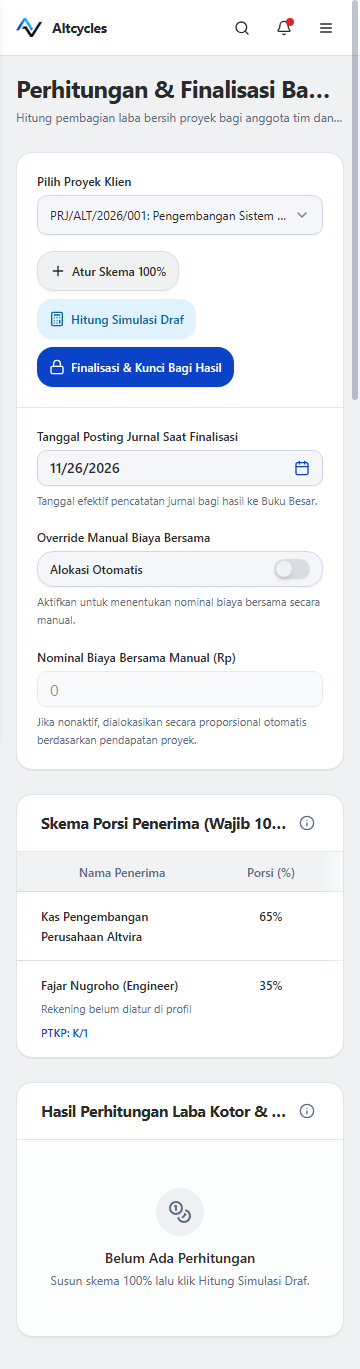 Altcycles
Perhitungan & Finalisasi Ba...
Hitung pembagian laba bersih proyek bagi anggota tim dan...
Pilih Proyek Klien
PRJ/ALT/2026/001: Pengembangan Sistem ...
Atur Skema 100%
Hitung Simulasi Draf
Finalisasi & Kunci Bagi Hasil
Tanggal Posting Jurnal Saat Finalisasi
11/26/2026
Tanggal efektif pencatatan jurnal bagi hasil ke Buku Besar.
Override Manual Biaya Bersama
Alokasi Otomatis
Aktifkan untuk menentukan nominal biaya bersama secara
manual.
Nominal Biaya Bersama Manual (Rp)
0
Jika nonaktif, dialokasikan secara proporsional otomatis
berdasarkan pendapatan proyek.
Skema Porsi Penerima (Wajib 10...
Nama Penerima Porsi (%)
Kas Pengembangan 65%
Perusahaan Altvira
Fajar Nugroho (Engineer) 35%
Rekening belum diatur di profil
PTKP: K/1
Hasil Perhitungan Laba Kotor & ...
Belum Ada Perhitungan
Susun skema 100% lalu klik Hitung Simulasi Draf.